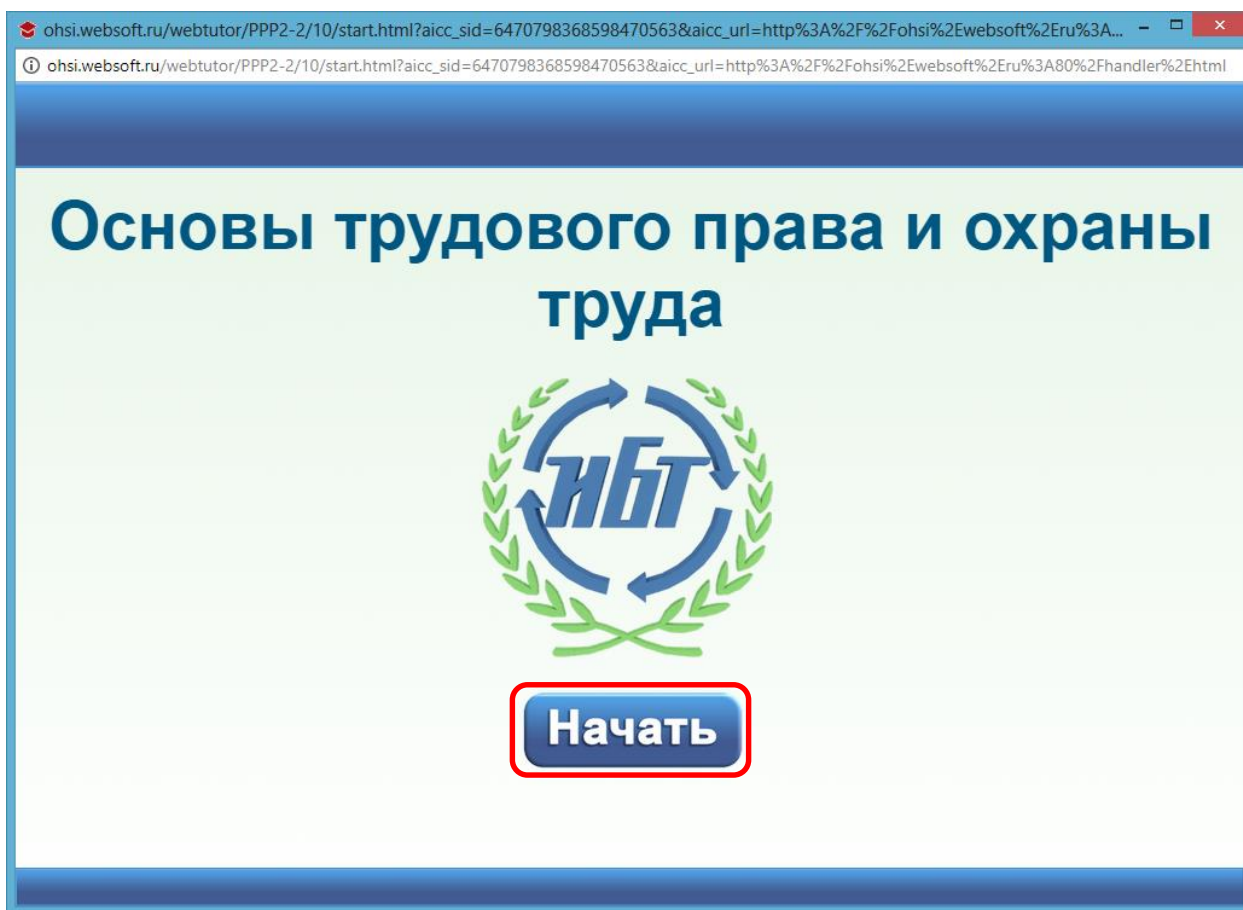 ohsi.websoft.ru/webtutor/PPP2-2/10/start.html?aicc_sid=6470798368598470563&aicc_url=http%3A%2F%2Fohsi%2Ewebsoft%2Eru%3A...
ohsi.websoft.ru/webtutor/PPP2-2/10/start.html?aicc_sid=6470798368598470563&aicc_url=http%3A%2F%2Fohsi%2Ewebsoft%2Eru%3A80%2Fhandler%2Ehtml
Основы трудового права и охраны
труда
ИБТ
Начать